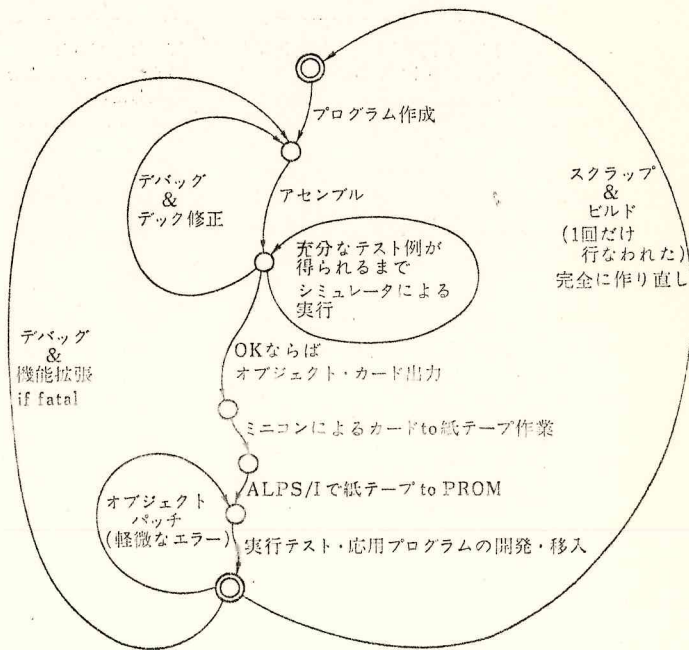 プログラム作成
デバッグ
&
デック修正
アセンブル
スクラップ
&
ビルド
(1回だけ
行なわれた)
完全に作り直し
充分なテスト例が
得られるまで
シミュレータによる
実行
デバッグ
&
機能拡張
if fatal
OKならば
オブジェクト・カード出力
ミニコンによるカードto紙テープ作業
ALPS/Iで紙テープto PROM
オブジェクト
パッチ
(軽微なエラー)
実行テスト・応用プログラムの開発・移入